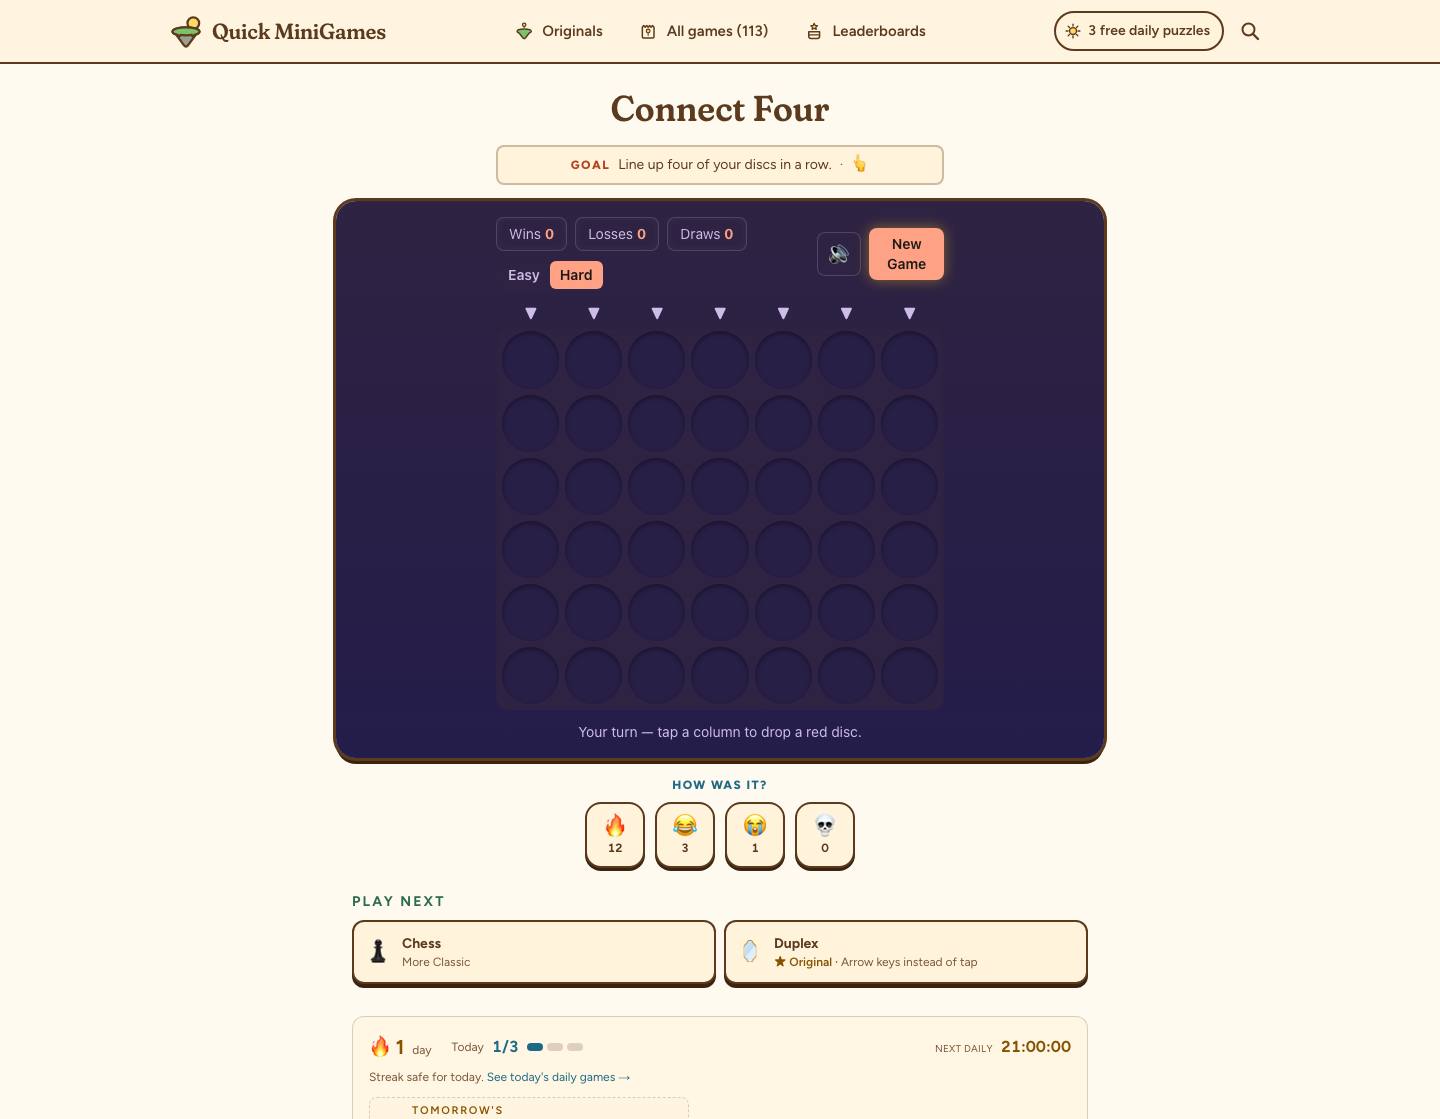 Quick MiniGames
Originals
All games (113)
Leaderboards
3 free daily puzzles
Connect Four
GOAL Line up four of your discs in a row. ·
Wins 0
Losses 0
Draws 0
Easy
Hard
New
Game
Your turn — tap a column to drop a red disc.
HOW WAS IT?
12
3
1
0
PLAY NEXT
Chess
More Classic
Duplex
Original · Arrow keys instead of tap
1 day
Today 1/3
NEXT DAILY 21:00:00
Streak safe for today. See today's daily games →
TOMORROW'S